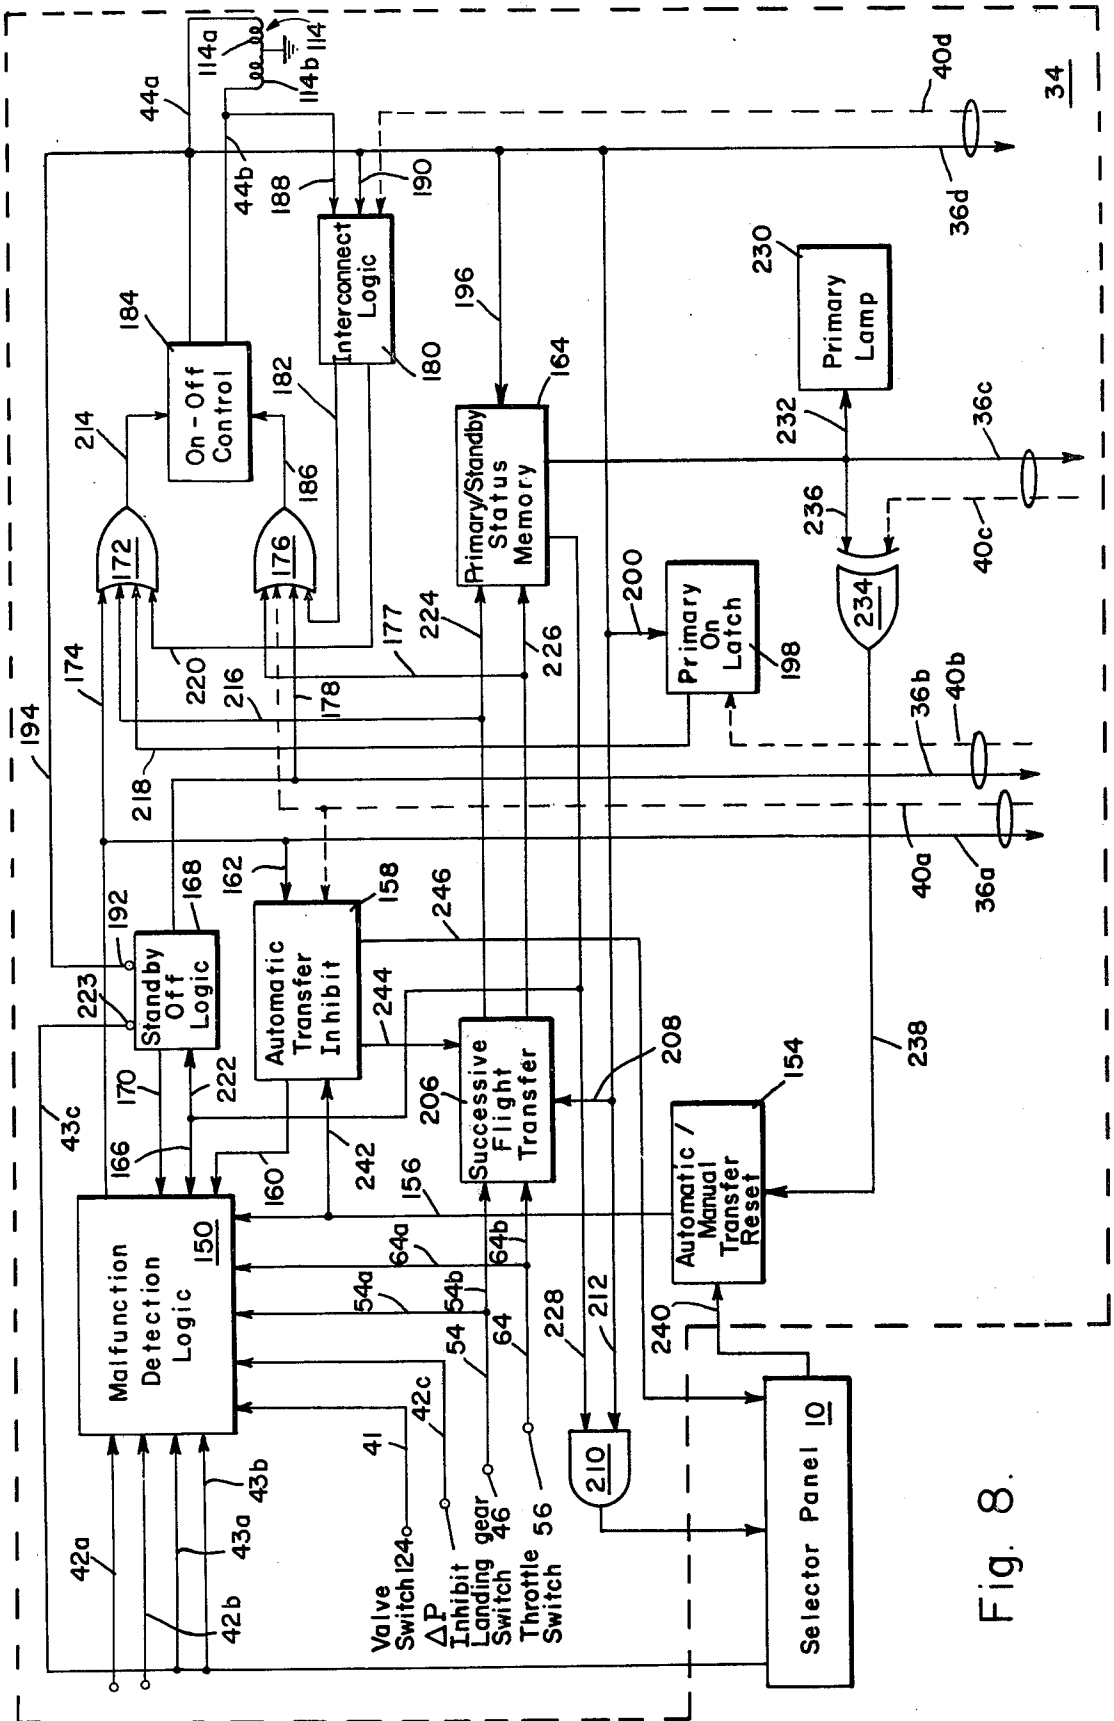 44a
114a
114
114b
44b
40d
34
36d
194
174
214
184
On-Off
Control
188
190
172
186
182
Interconnect
Logic
180
196
230
Primary
Lamp
176
220
216
177
178
218
224
226
Primary/Standby
Status
Memory
164
232
236
36c
40c
234
200
Primary
On
Latch
198
36b
40b
40a
36a
43c
223
192
168
Standby
Off
Logic
170
222
166
162
158
Automatic
Transfer
Inhibit
160
244
246
242
206
Successive
Flight
Transfer
208
238
154
Automatic/
Manual
Transfer
Reset
156
240
Malfunction
Detection
Logic
150
64a
54a
54b
64b
54
64
228
212
210
42a
42b
43a
43b
41
42c
Valve
Switch 124
ΔP
Inhibit
Landing gear
Switch 46
Throttle 56
Switch
Selector Panel 10
Fig. 8.